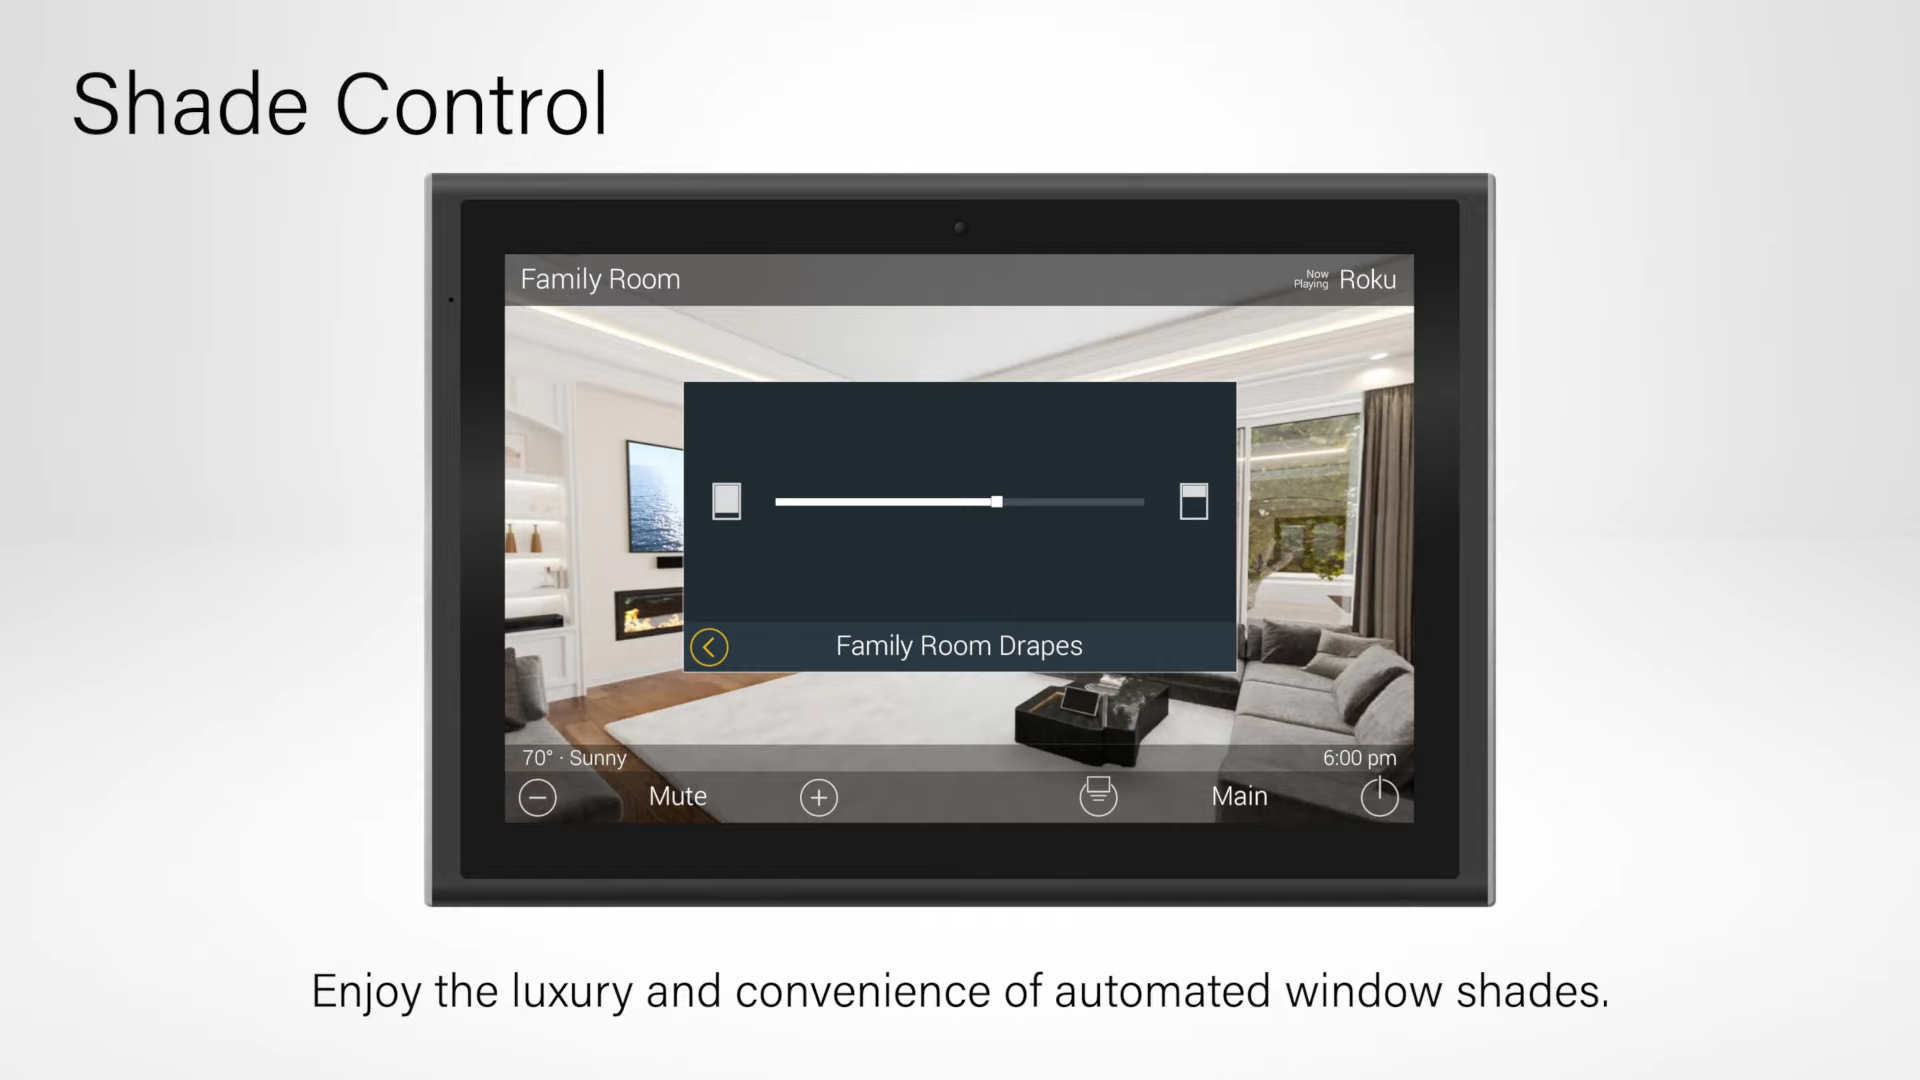 Shade Control
Family Room
Now Playing Roku
Family Room Drapes
70° · Sunny
6:00 pm
Mute
Main
Enjoy the luxury and convenience of automated window shades.